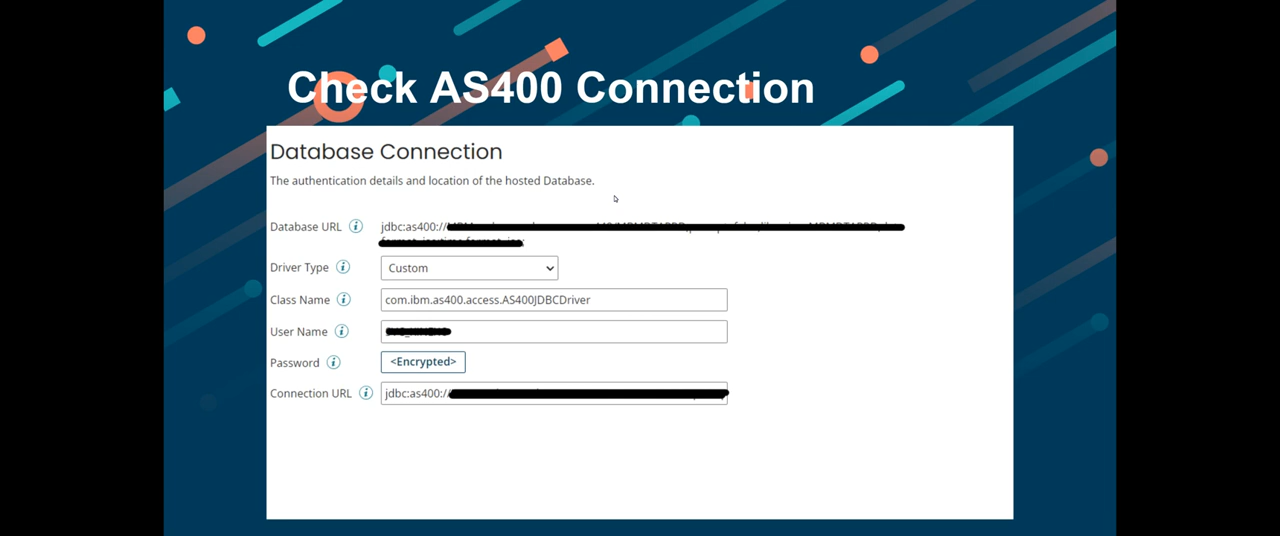 Check AS400 Connection
Database Connection
The authentication details and location of the hosted Database.
Database URL jdbc:as400://
Driver Type Custom
Class Name com.ibm.as400.access.AS400JDBCDriver
User Name
Password <Encrypted>
Connection URL jdbc:as400://